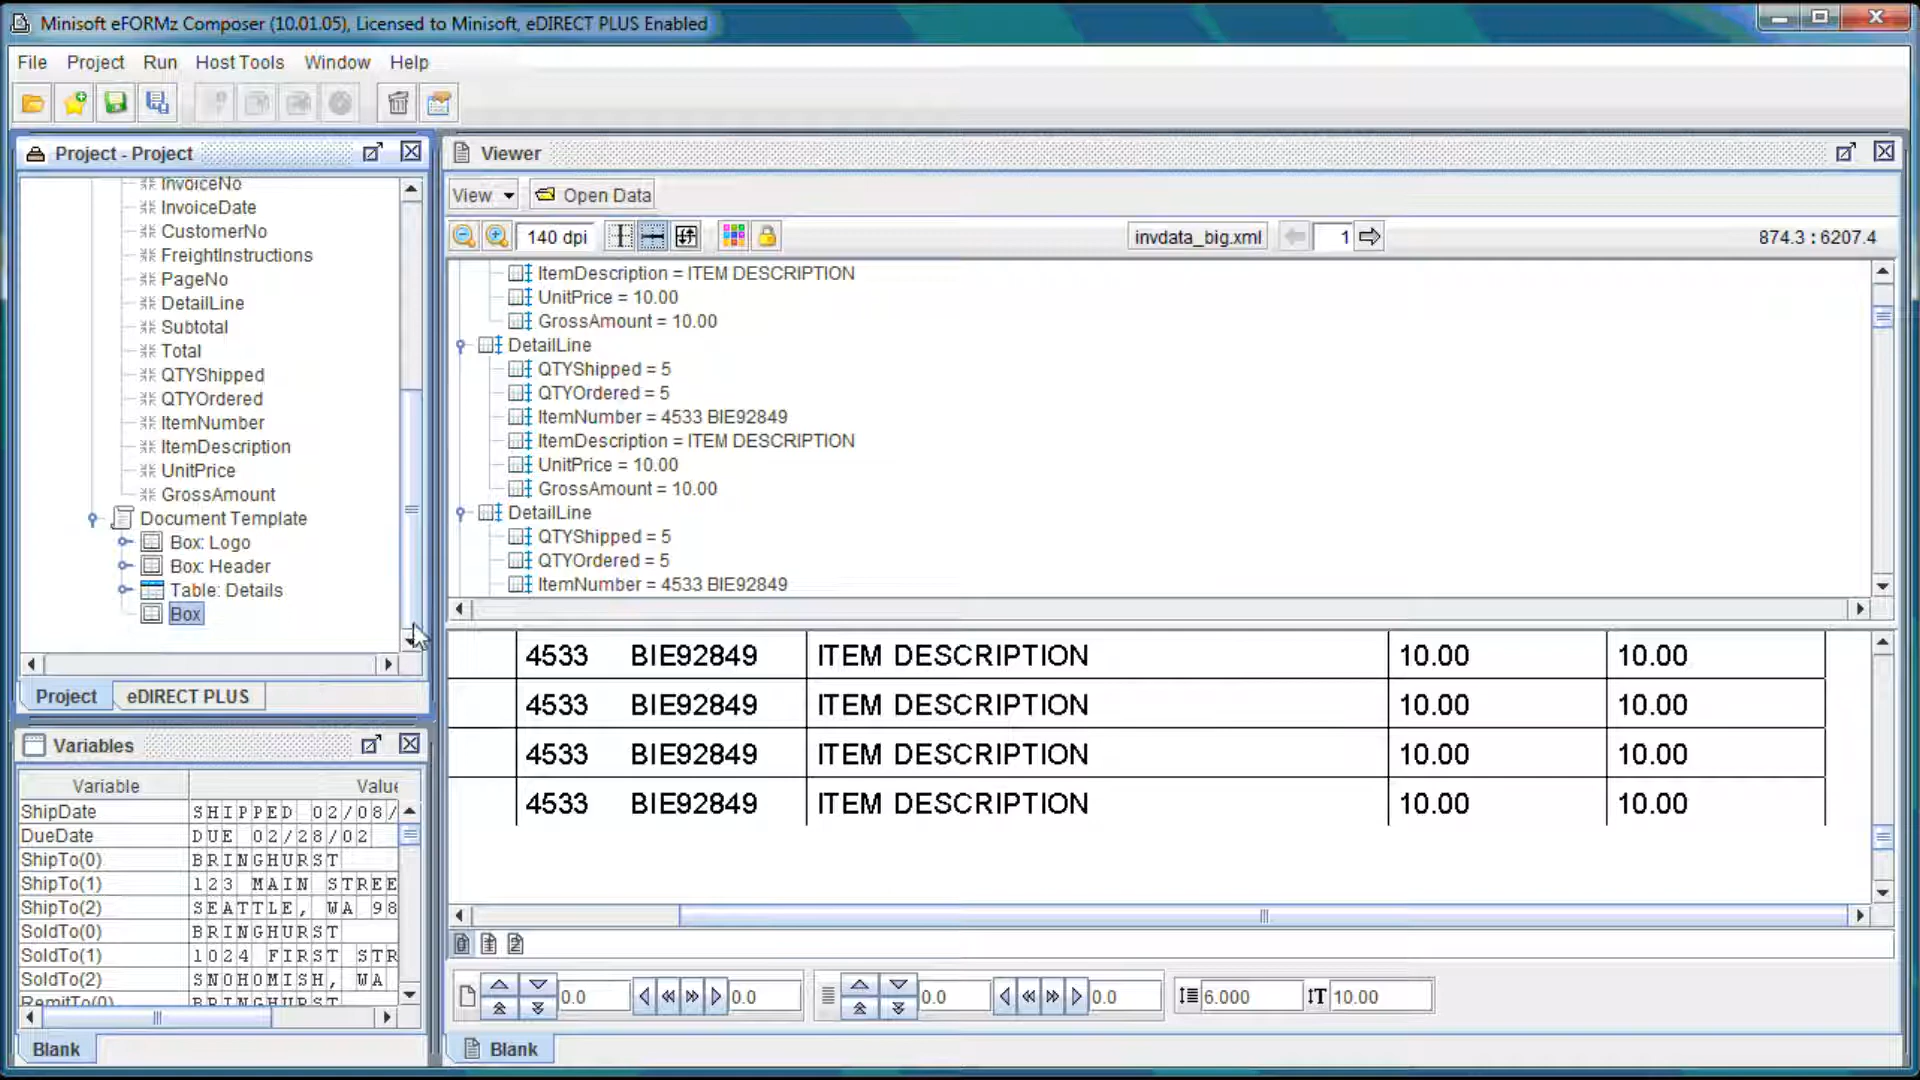 Minisoft eFORMz Composer (10.01.05), Licensed to Minisoft, eDIRECT PLUS Enabled
File Project Run Host Tools Window Help
Project - Project
InvoiceNo
InvoiceDate
CustomerNo
FreightInstructions
PageNo
DetailLine
Subtotal
Total
QTYShipped
QTYOrdered
ItemNumber
ItemDescription
UnitPrice
GrossAmount
Document Template
Box: Logo
Box: Header
Table: Details
Box
Project eDIRECT PLUS
Variables
Variable Value
ShipDate SHIPPED 02/08/
DueDate DUE 02/28/02
ShipTo(0) BRINGHURST
ShipTo(1) 123 MAIN STREE
ShipTo(2) SEATTLE, WA 98
SoldTo(0) BRINGHURST
SoldTo(1) 1024 FIRST STR
SoldTo(2) SNOHOMISH, WA
RemitTo(0) BRINGHURST
Blank
Viewer
View Open Data
140 dpi invdata_big.xml 1 874.3 : 6207.4
ItemDescription = ITEM DESCRIPTION
UnitPrice = 10.00
GrossAmount = 10.00
DetailLine
QTYShipped = 5
QTYOrdered = 5
ItemNumber = 4533 BIE92849
ItemDescription = ITEM DESCRIPTION
UnitPrice = 10.00
GrossAmount = 10.00
DetailLine
QTYShipped = 5
QTYOrdered = 5
ItemNumber = 4533 BIE92849
4533 BIE92849 ITEM DESCRIPTION 10.00 10.00
4533 BIE92849 ITEM DESCRIPTION 10.00 10.00
4533 BIE92849 ITEM DESCRIPTION 10.00 10.00
4533 BIE92849 ITEM DESCRIPTION 10.00 10.00
0.0 0.0 0.0 0.0 6.000 10.00
Blank